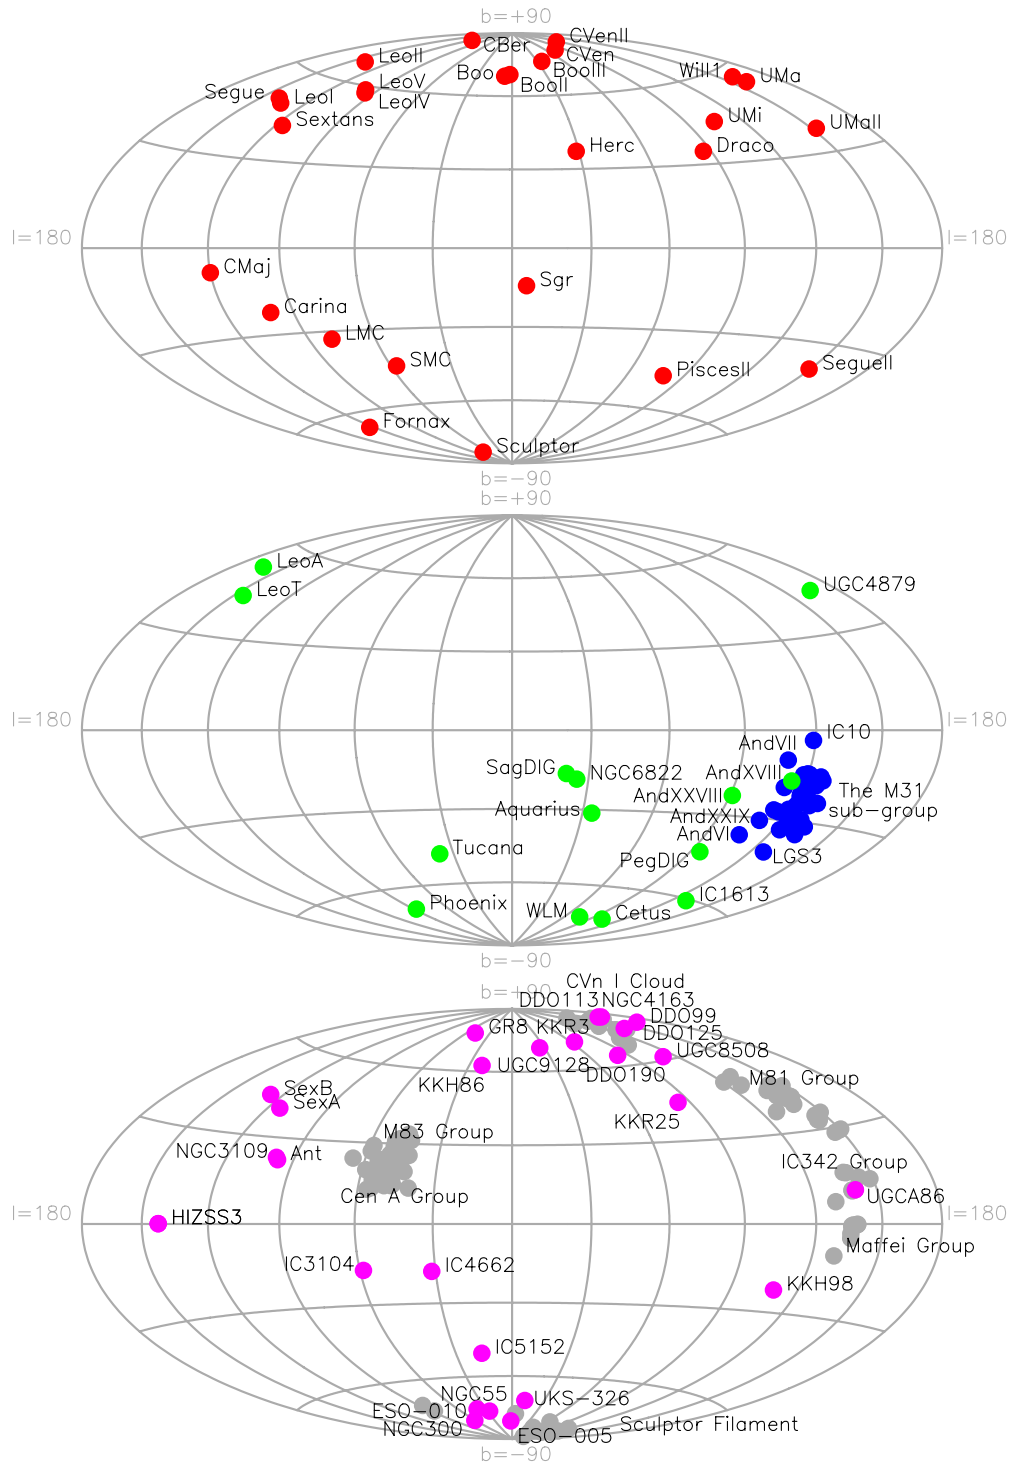 b=+90
CVenII
CBer
CVen
LeoII
BooIII
Boo
BooII
WilI1
UMa
LeoV
Segue
LeoI
LeoIV
Sextans
UMi
UMaII
Herc
Draco
l=180
l=180
CMaj
Sgr
Carina
LMC
SMC
PiscesII
SegueII
Fornax
Sculptor
b=−90
b=+90
LeoA
LeoT
UGC4879
l=180
l=180
IC10
AndVII
SagDIG
NGC6822
AndXVIII
AndXXVIII
The M31
sub−group
Aquarius
AndXXIX
AndVI
Tucana
PegDIG
LGS3
IC1613
Phoenix
WLM
Cetus
b=−90
CVn I Cloud
b=+90
DDO113
NGC4163
DDO99
GR8
KKR3
DDO125
UGC8508
UGC9128
DDO190
KKH86
M81 Group
SexB
SexA
KKR25
M83 Group
NGC3109
Ant
IC342 Group
Cen A Group
UGCA86
l=180
HIZSS3
l=180
Maffei Group
IC3104
IC4662
KKH98
IC5152
NGC55
UKS−326
ESO−010
NGC300
Sculptor Filament
ESO−005
b=−90